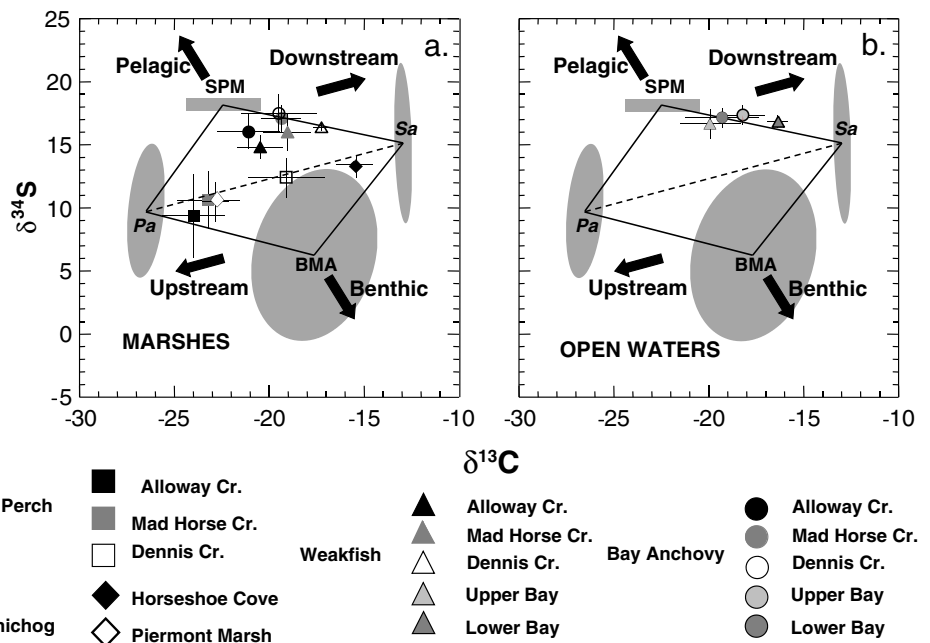 25
20
15
10
5
0
-5
δ³⁴S
a.
Pelagic
Downstream
SPM
Sa
Pa
BMA
Upstream
Benthic
MARSHES
-30 -25 -20 -15 -10
b.
Pelagic
Downstream
SPM
Sa
Pa
BMA
Upstream
Benthic
OPEN WATERS
-30 -25 -20 -15 -10
δ¹³C
Perch
Alloway Cr.
Mad Horse Cr.
Dennis Cr.
Horseshoe Cove
Piermont Marsh
Weakfish
Alloway Cr.
Mad Horse Cr.
Dennis Cr.
Upper Bay
Lower Bay
Bay Anchovy
Alloway Cr.
Mad Horse Cr.
Dennis Cr.
Upper Bay
Lower Bay